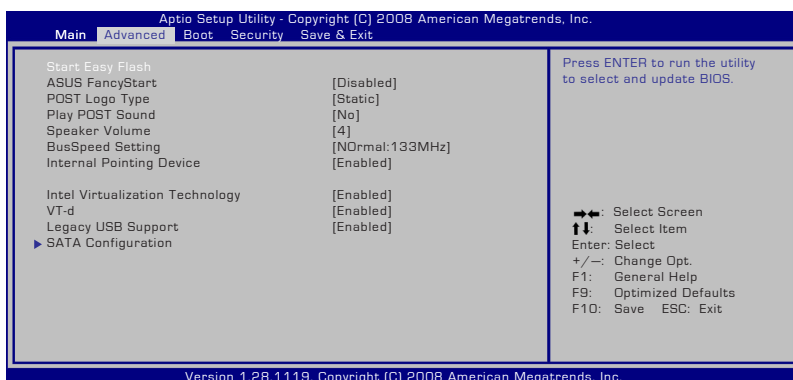 Aptio Setup Utility - Copyright (C) 2008 American Megatrends, Inc.
Main Advanced Boot Security Save & Exit
Start Easy Flash
ASUS FancyStart [Disabled]
POST Logo Type [Static]
Play POST Sound [No]
Speaker Volume [4]
BusSpeed Setting [NOrmal:133MHz]
Internal Pointing Device [Enabled]
Intel Virtualization Technology [Enabled]
VT-d [Enabled]
Legacy USB Support [Enabled]
SATA Configuration
Press ENTER to run the utility
to select and update BIOS.
→←: Select Screen
↑↓: Select Item
Enter: Select
+/—: Change Opt.
F1: General Help
F9: Optimized Defaults
F10: Save ESC: Exit
Version 1.28.1119. Copyright (C) 2008 American Megatrends, Inc.